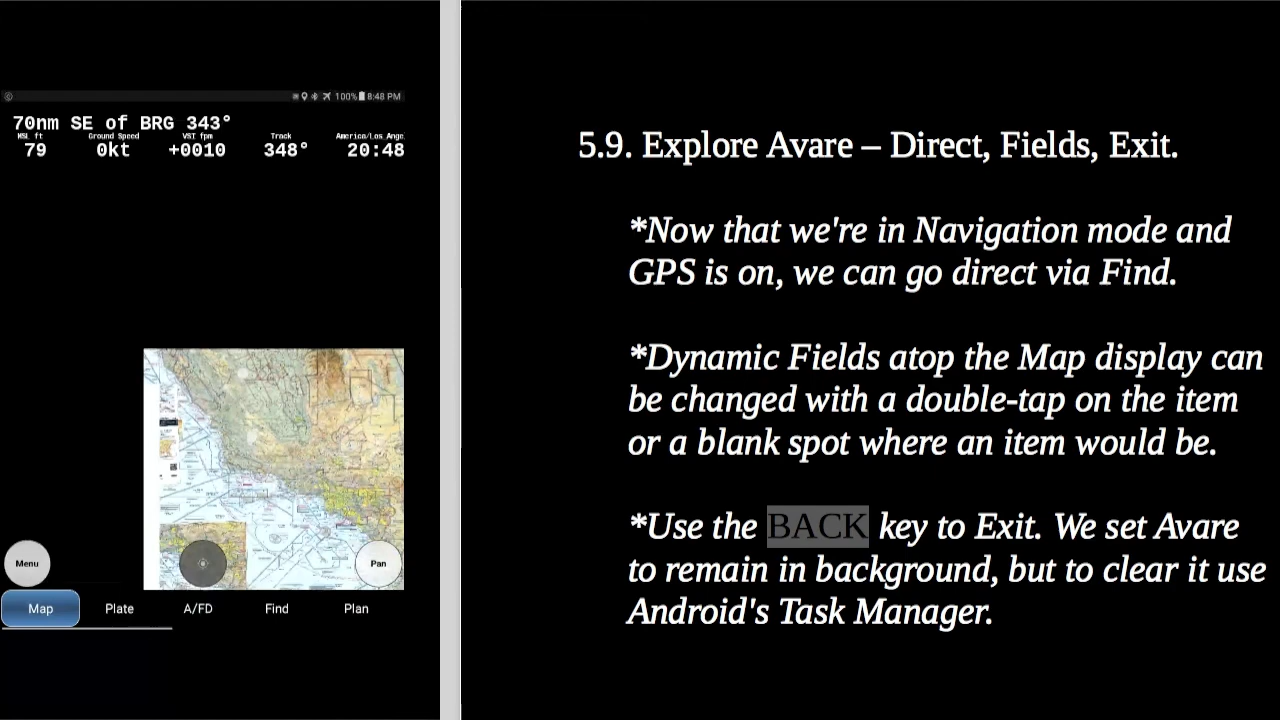 100% 8:48 PM
70nm SE of BRG 343°
MSL ft Ground Speed VSI fpm Track America/Los_Ange
79 0kt +0010 348° 20:48
Menu
Pan
Map Plate A/FD Find Plan
5.9. Explore Avare – Direct, Fields, Exit.
*Now that we're in Navigation mode and
GPS is on, we can go direct via Find.
*Dynamic Fields atop the Map display can
be changed with a double-tap on the item
or a blank spot where an item would be.
*Use the BACK key to Exit. We set Avare
to remain in background, but to clear it use
Android's Task Manager.